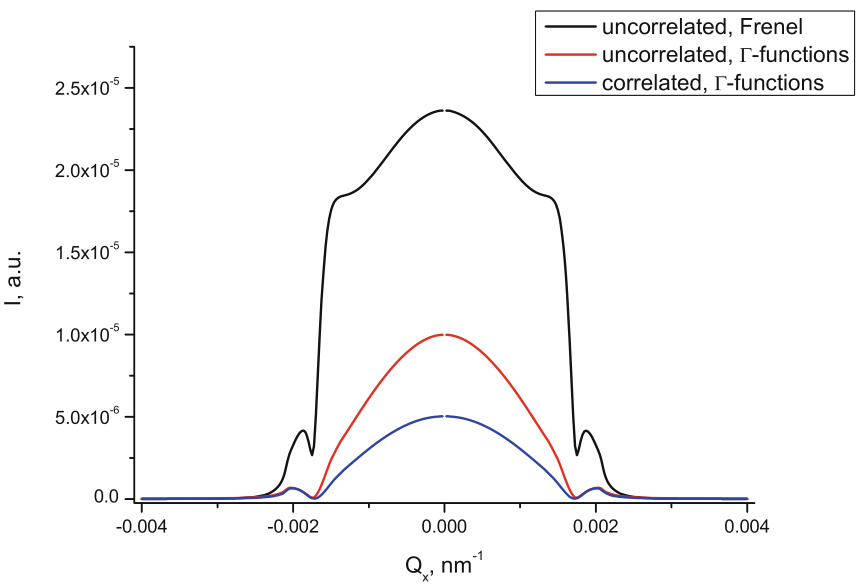 uncorrelated, Frenel
uncorrelated, Γ-functions
correlated, Γ-functions
2.5x10⁻⁵
2.0x10⁻⁵
1.5x10⁻⁵
1.0x10⁻⁵
5.0x10⁻⁶
0.0
I, a.u.
-0.004 -0.002 0.000 0.002 0.004
Qₓ, nm⁻¹